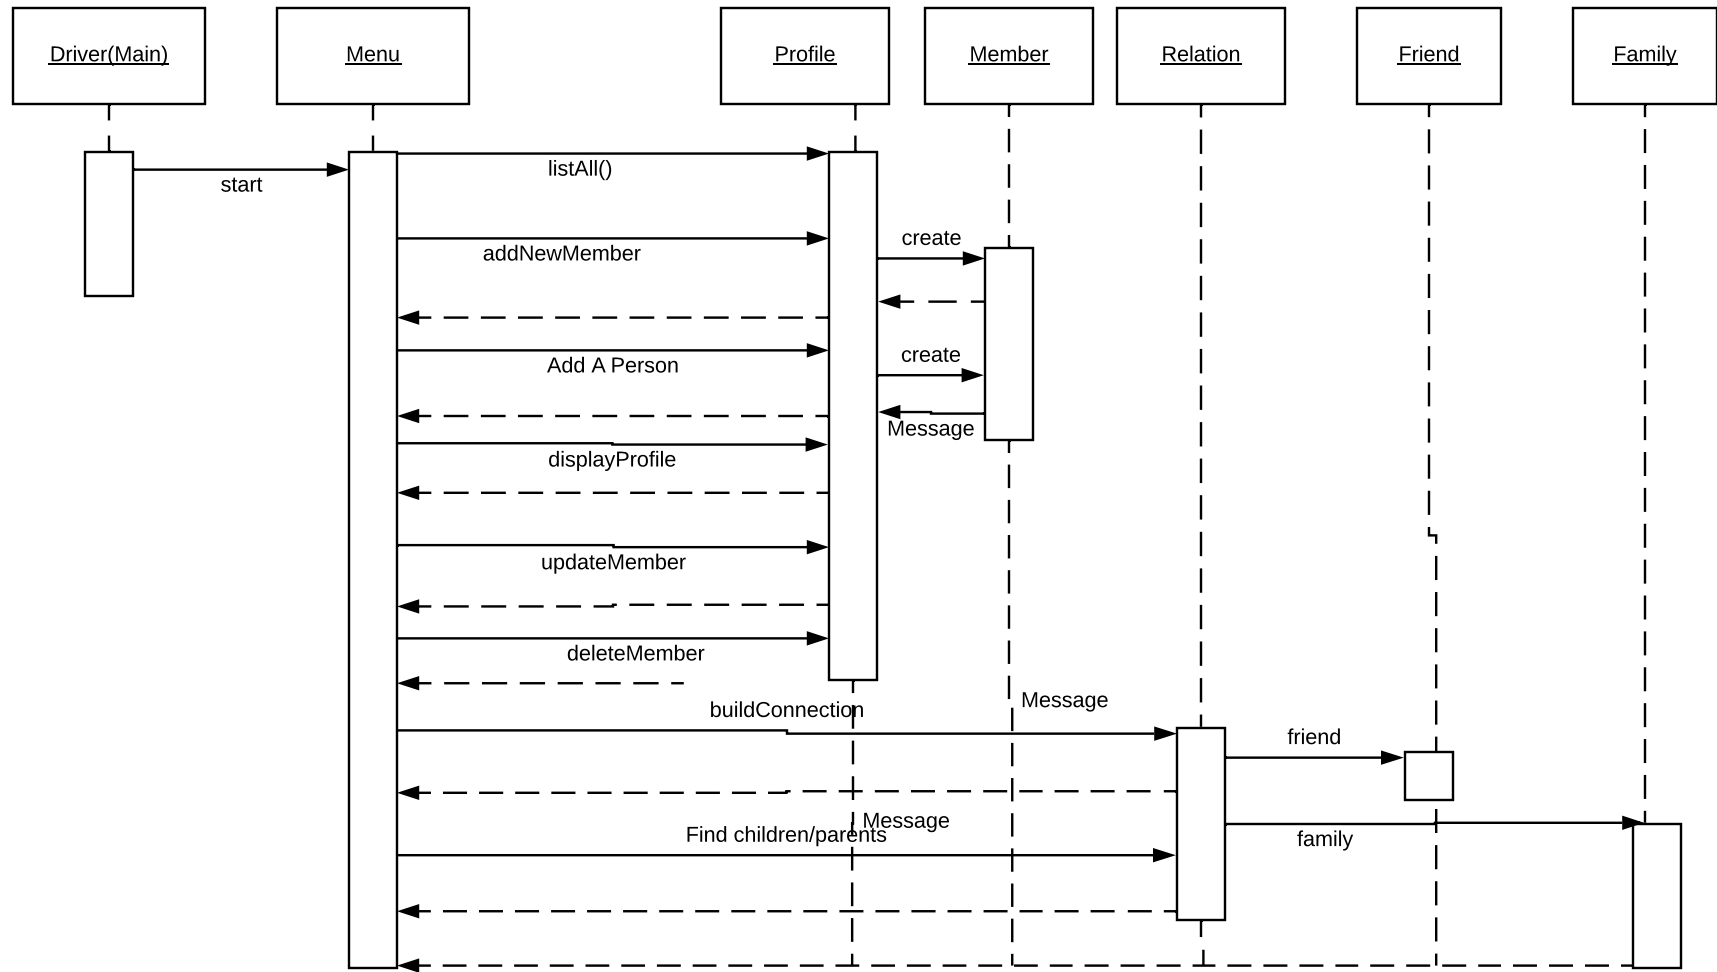 Driver(Main)
Menu
Profile
Member
Relation
Friend
Family
start
listAll()
create
addNewMember
create
Add A Person
Message
displayProfile
updateMember
deleteMember
Message
buildConnection
friend
Message
Find children/parents
family